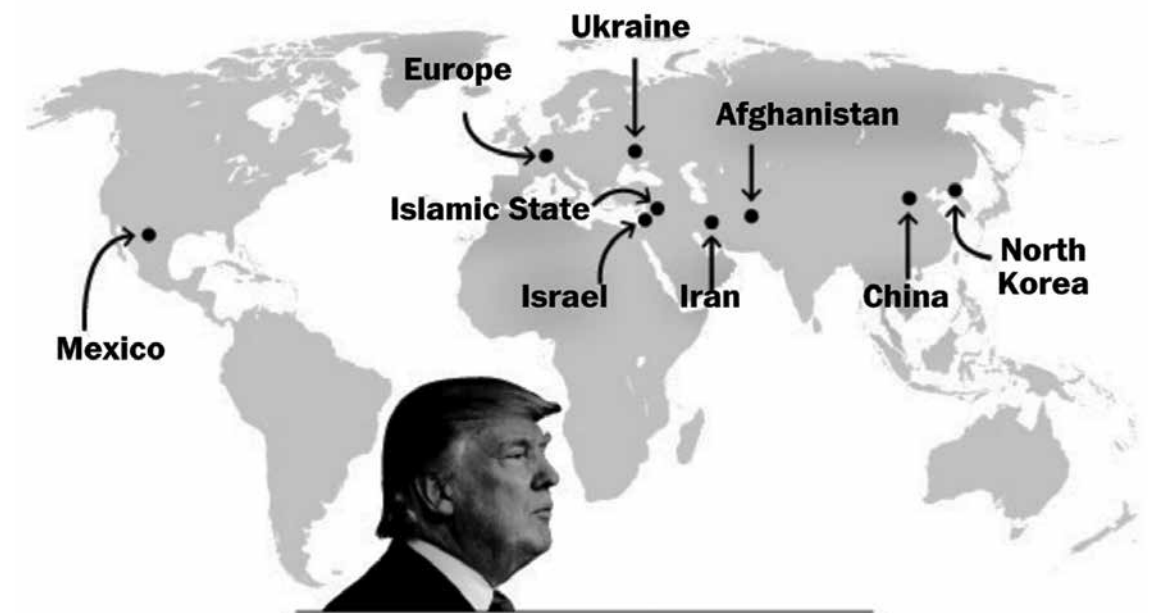 Ukraine
Europe
Afghanistan
Islamic State
Israel
Iran
China
North
Korea
Mexico